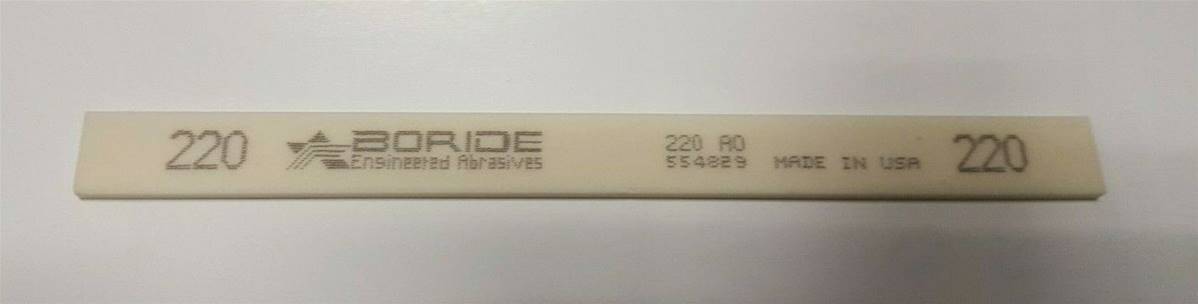 220
BORIDE
Engineered Abrasives
220 AO
554829 MADE IN USA
220